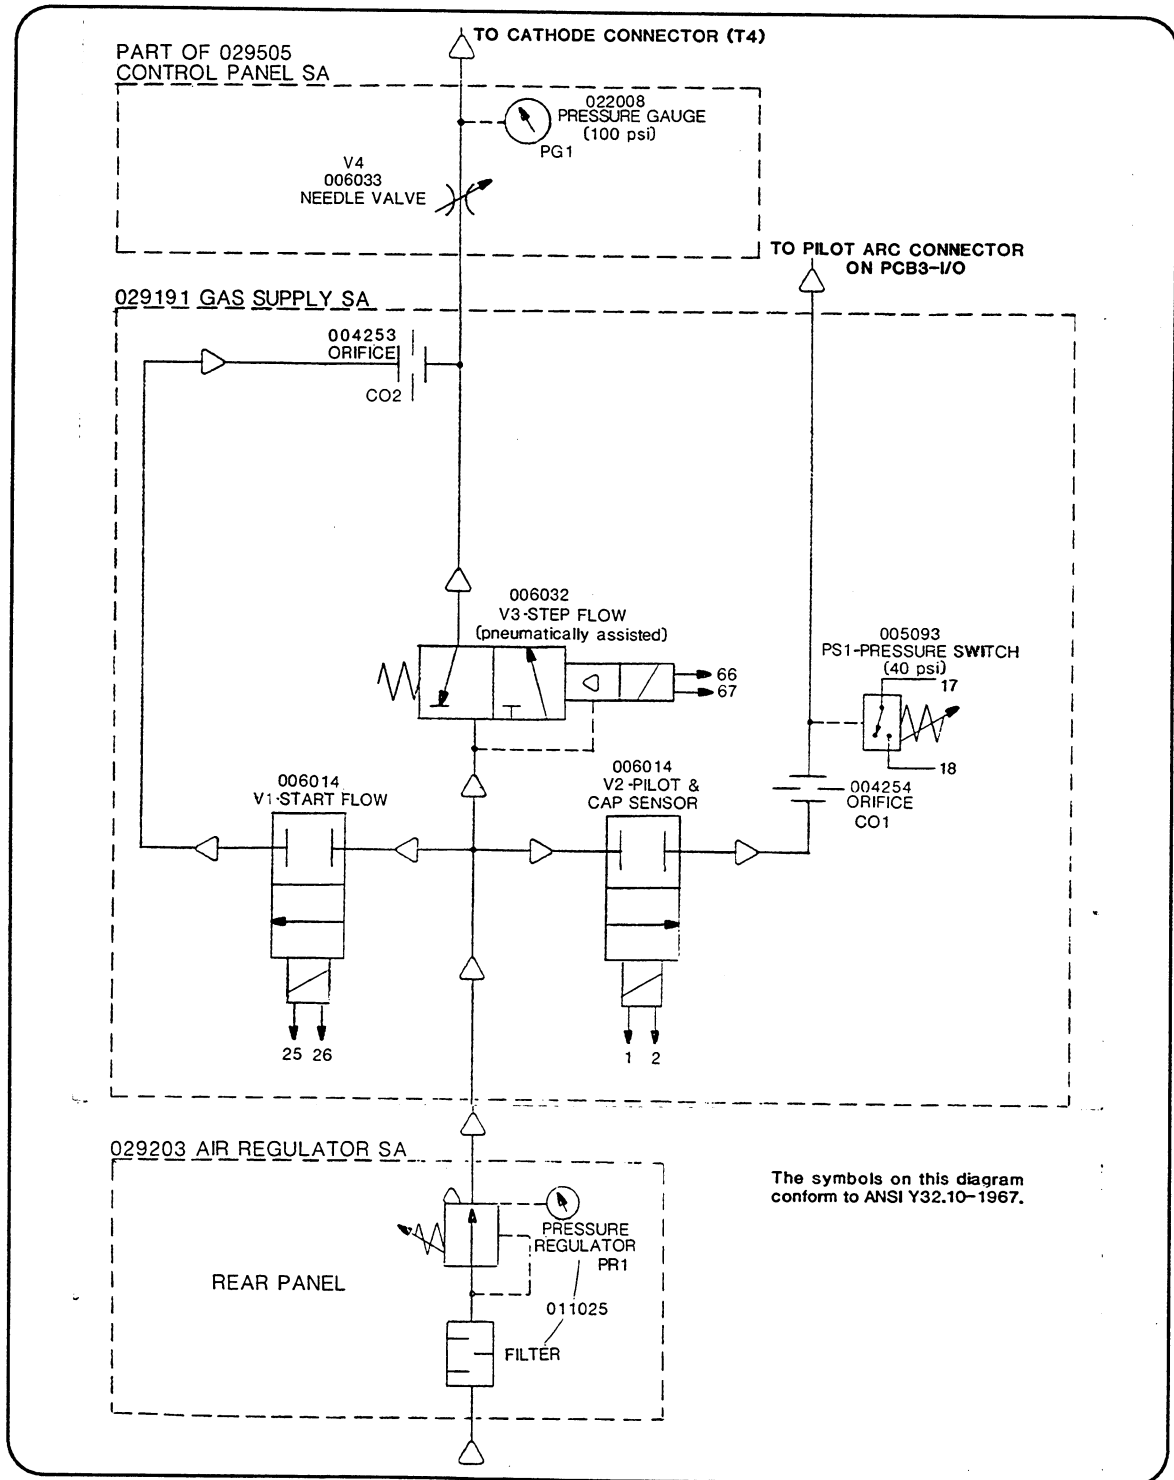 TO CATHODE CONNECTOR (T4)
PART OF 029505
CONTROL PANEL SA
022008
PRESSURE GAUGE
(100 psi)
PG1
V4
006033
NEEDLE VALVE
TO PILOT ARC CONNECTOR
ON PCB3-I/O
029191 GAS SUPPLY SA
004253
ORIFICE
CO2
006032
V3-STEP FLOW
(pneumatically assisted)
66
67
005093
PS1-PRESSURE SWITCH
(40 psi)
17
18
006014
V1-START FLOW
006014
V2-PILOT &
CAP SENSOR
004254
ORIFICE
CO1
25 26
1 2
029203 AIR REGULATOR SA
The symbols on this diagram
conform to ANSI Y32.10-1967.
PRESSURE
REGULATOR
PR1
REAR PANEL
011025
FILTER